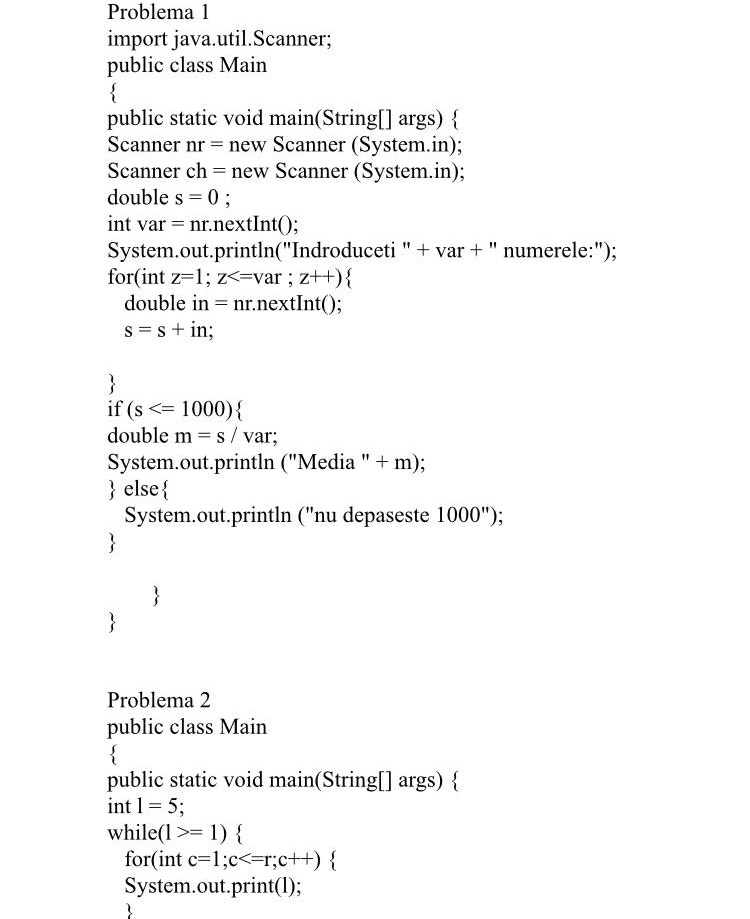 Problema 1
import java.util.Scanner;
public class Main
{
public static void main(String[] args) {
Scanner nr = new Scanner (System.in);
Scanner ch = new Scanner (System.in);
double s = 0 ;
int var = nr.nextInt();
System.out.println("Indroduceti " + var + " numerele:");
for(int z=1; z<=var ; z++){
double in = nr.nextInt();
s = s + in;
}
if (s <= 1000){
double m = s / var;
System.out.println ("Media " + m);
} else{
System.out.println ("nu depaseste 1000");
}
}
}
Problema 2
public class Main
{
public static void main(String[] args) {
int l = 5;
while(l >= 1) {
for(int c=1;c<=r;c++) {
System.out.print(l);
}